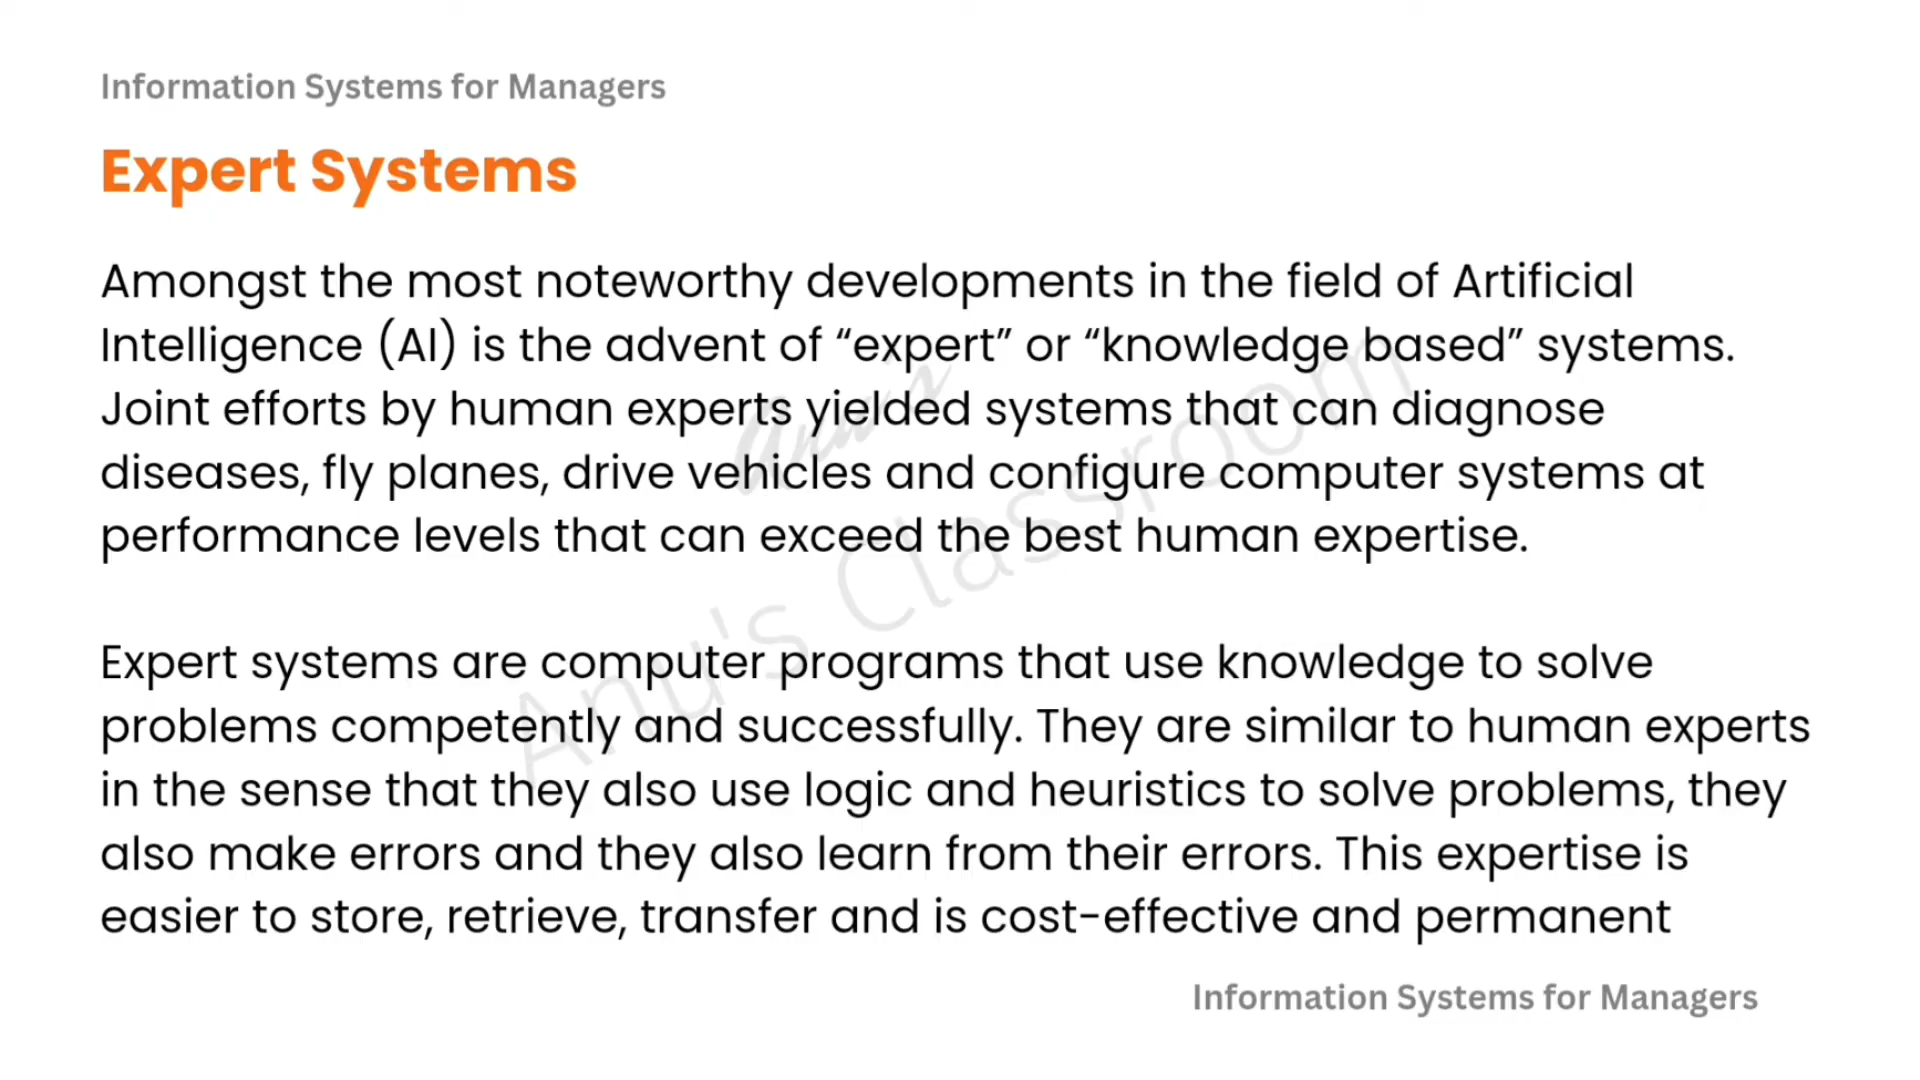 Information Systems for Managers
Expert Systems
Amongst the most noteworthy developments in the field of Artificial
Intelligence (AI) is the advent of “expert” or “knowledge based” systems.
Joint efforts by human experts yielded systems that can diagnose
diseases, fly planes, drive vehicles and configure computer systems at
performance levels that can exceed the best human expertise.
Expert systems are computer programs that use knowledge to solve
problems competently and successfully. They are similar to human experts
in the sense that they also use logic and heuristics to solve problems, they
also make errors and they also learn from their errors. This expertise is
easier to store, retrieve, transfer and is cost-effective and permanent
Anu's Classroom
Information Systems for Managers